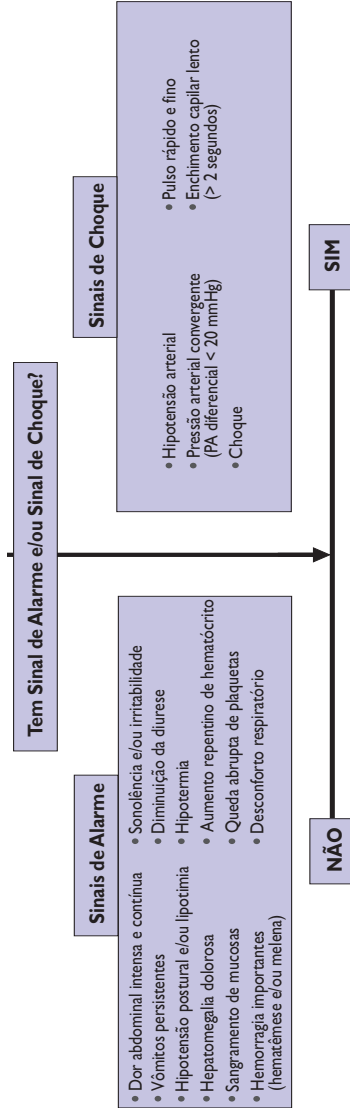 Tem Sinal de Alarme e/ou Sinal de Choque?
Sinais de Alarme
• Dor abdominal intensa e contínua
• Vômitos persistentes
• Hipotensão postural e/ou lipotimia
• Hepatomegalia dolorosa
• Sangramento de mucosas
• Hemorragia importantes
(hematêmese e/ou melena)
• Sonolência e/ou irritabilidade
• Diminuição da diurese
• Hipotermia
• Aumento repentino de hematócrito
• Queda abrupta de plaquetas
• Desconforto respiratório
Sinais de Choque
• Hipotensão arterial
• Pressão arterial convergente
(PA diferencial < 20 mmHg)
• Choque
• Pulso rápido e fino
• Enchimento capilar lento
(> 2 segundos)
NÃO
SIM